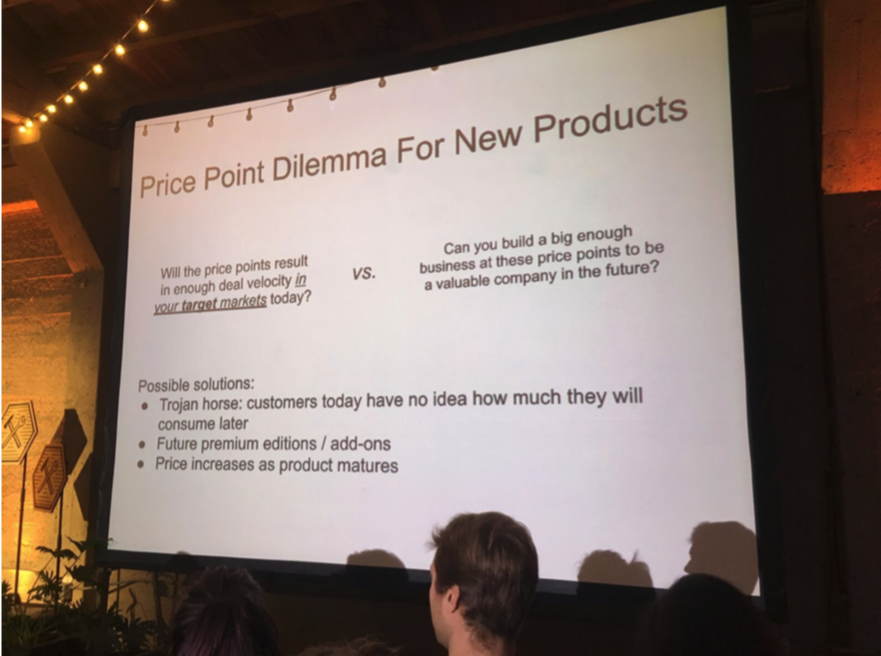 Price Point Dilemma For New Products
Will the price points result
in enough deal velocity in
your target markets today?
vs.
Can you build a big enough
business at these price points to be
a valuable company in the future?
Possible solutions:
● Trojan horse: customers today have no idea how much they will
consume later
● Future premium editions / add-ons
● Price increases as product matures